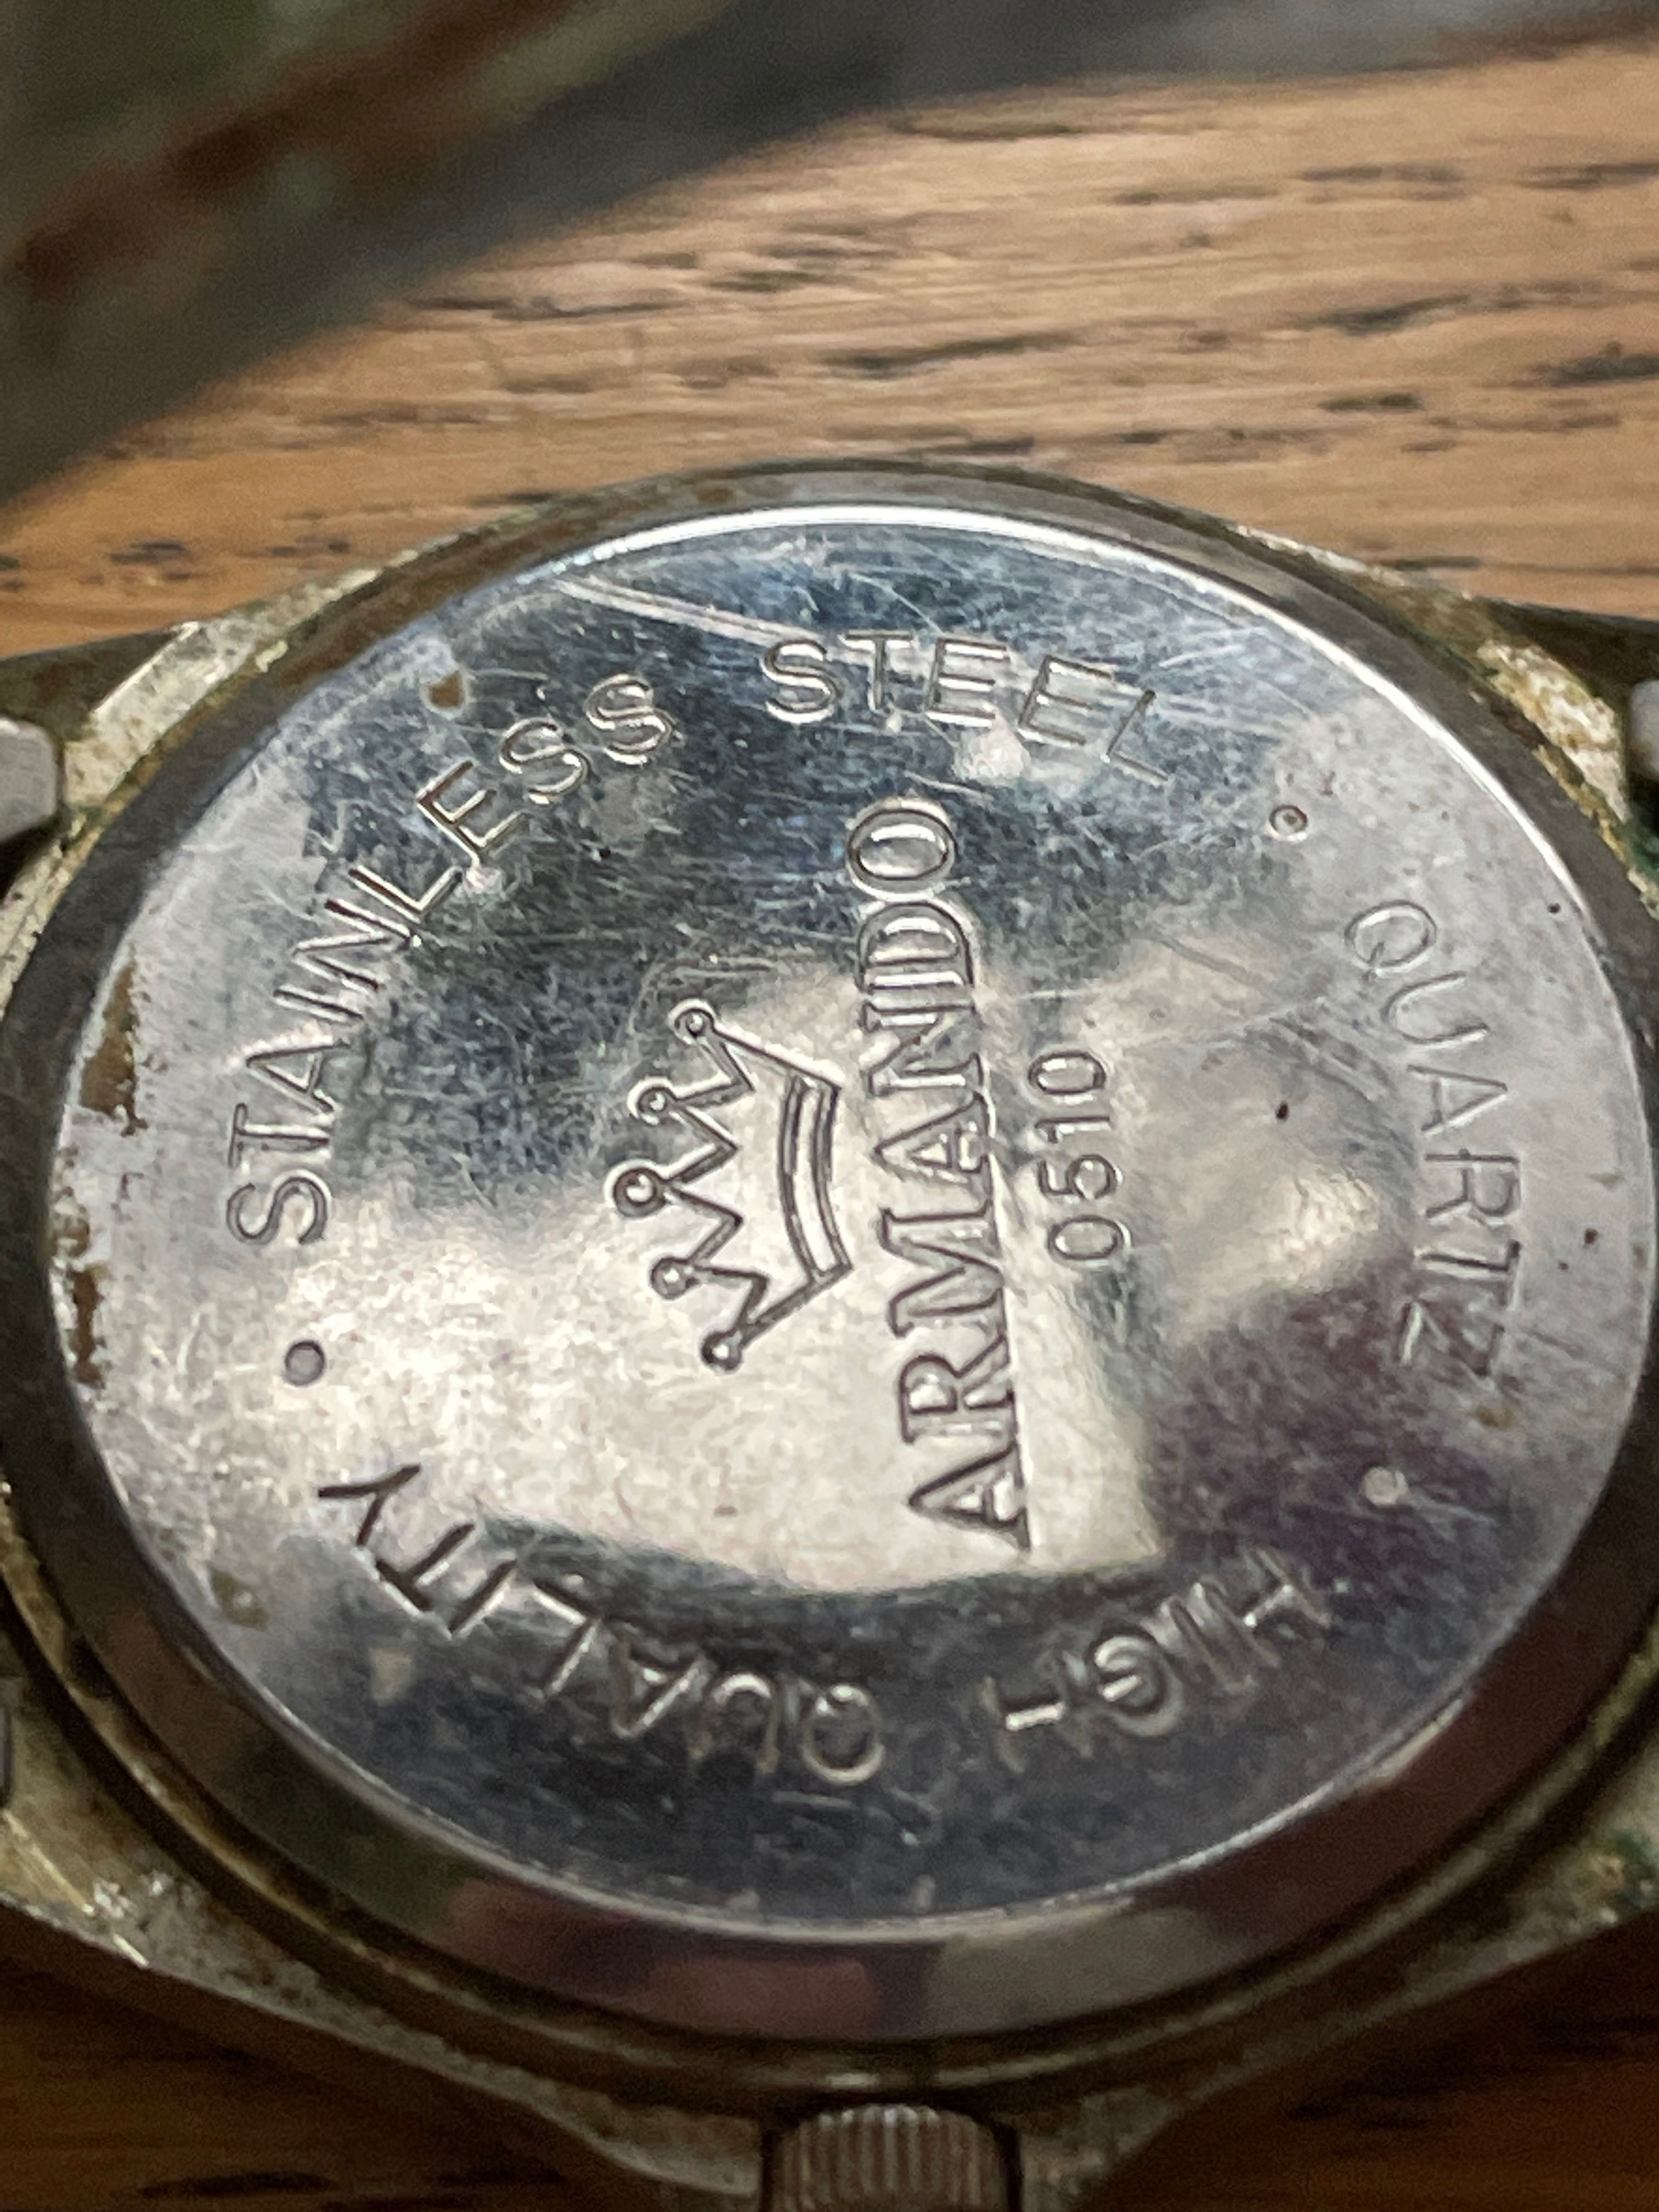 STAINLESS STEEL
ARMANDO
0510
QUARTZ
HIGH QUALITY